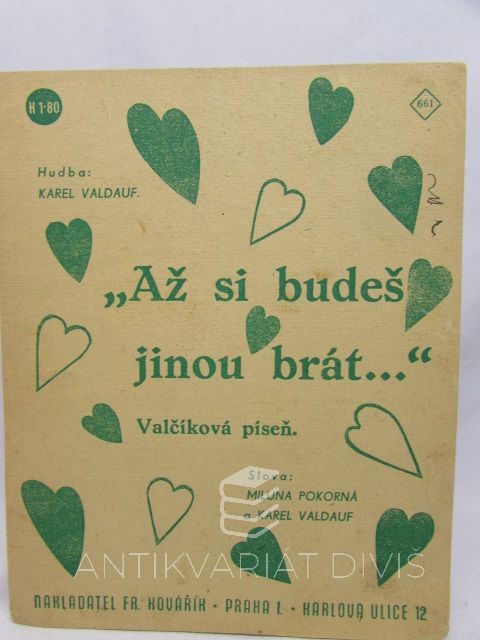 K 1·80
661
Hudba:
KAREL VALDAUF.
„Až si budeš
jinou brát...“
Valčíková píseň.
Slova:
MILUNA POKORNÁ
a KAREL VALDAUF
ANTIKVARIÁT DIVIŠ
NAKLADATEL FR. KOVÁŘÍK · PRAHA I. · KARLOVA ULICE 12